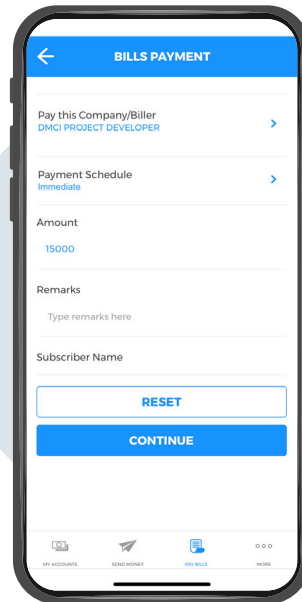 BILLS PAYMENT
Pay this Company/Biller
DMCI PROJECT DEVELOPER
Payment Schedule
Immediate
Amount
15000
Remarks
Type remarks here
Subscriber Name
RESET
CONTINUE
MY ACCOUNTS
SEND MONEY
PAY BILLS
MORE